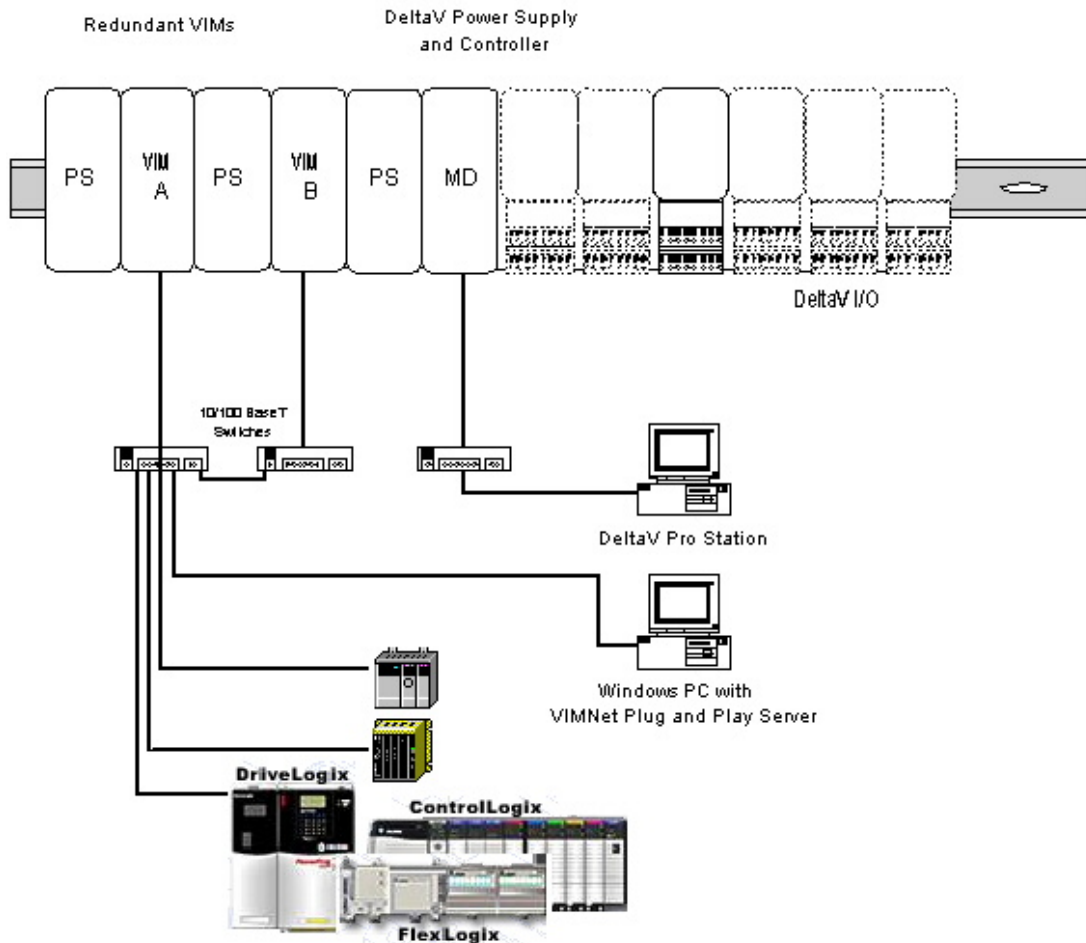 Redundant VIMs
DeltaV Power Supply
and Controller
PS
VIM
A
PS
VIM
B
PS
MD
DeltaV I/O
10/100 BaseT
Switches
DeltaV Pro Station
Windows PC with
VIMNet Plug and Play Server
DriveLogix
ControlLogix
FlexLogix